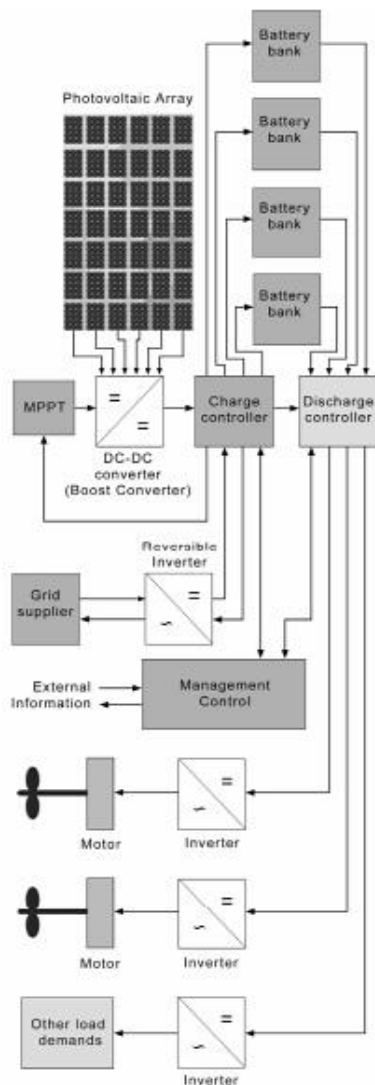 Battery
bank
Photovoltaic Array
Battery
bank
Battery
bank
Battery
bank
MPPT
=
=
Charge
controller
Discharge
controller
DC-DC
converter
(Boost Converter)
Reversible
Inverter
Grid
supplier
=
~
External
Information
Management
Control
=
~
Motor
Inverter
=
~
Motor
Inverter
Other load
demands
=
~
Inverter